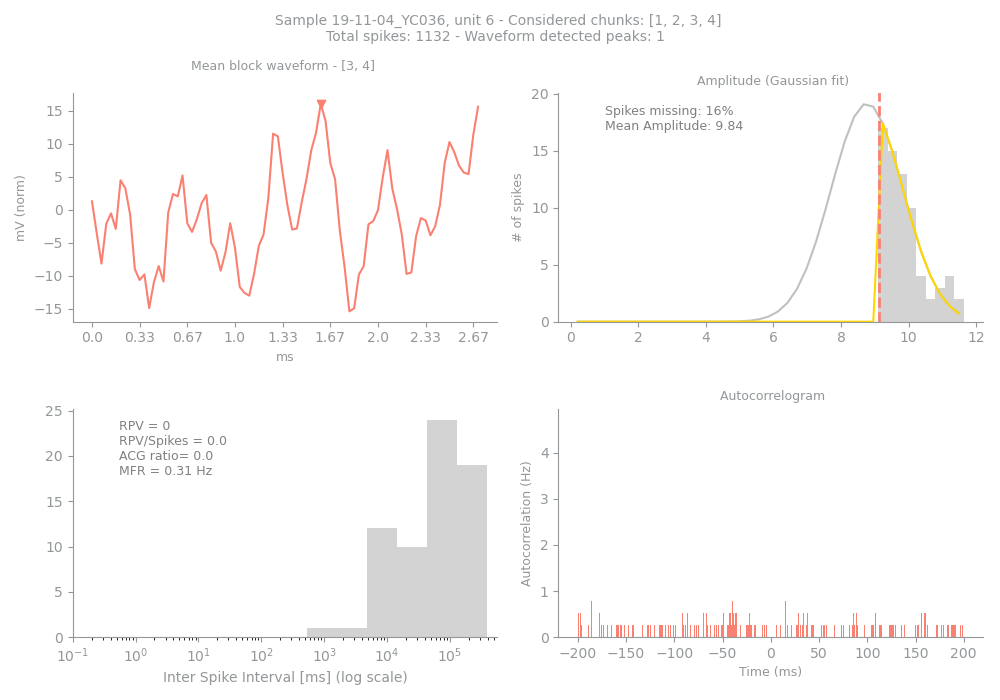 Sample 19-11-04_YC036, unit 6 - Considered chunks: [1, 2, 3, 4]
Total spikes: 1132 - Waveform detected peaks: 1
Mean block waveform - [3, 4]
mV (norm)
15
10
5
0
−5
−10
−15
0.0 0.33 0.67 1.0 1.33 1.67 2.0 2.33 2.67
ms
Amplitude (Gaussian fit)
Spikes missing: 16%
Mean Amplitude: 9.84
# of spikes
20
15
10
5
0
0 2 4 6 8 10 12
RPV = 0
RPV/Spikes = 0.0
ACG ratio= 0.0
MFR = 0.31 Hz
25
20
15
10
5
0
10⁻¹ 10⁰ 10¹ 10² 10³ 10⁴ 10⁵
Inter Spike Interval [ms] (log scale)
Autocorrelogram
Autocorrelation (Hz)
4
3
2
1
0
−200 −150 −100 −50 0 50 100 150 200
Time (ms)